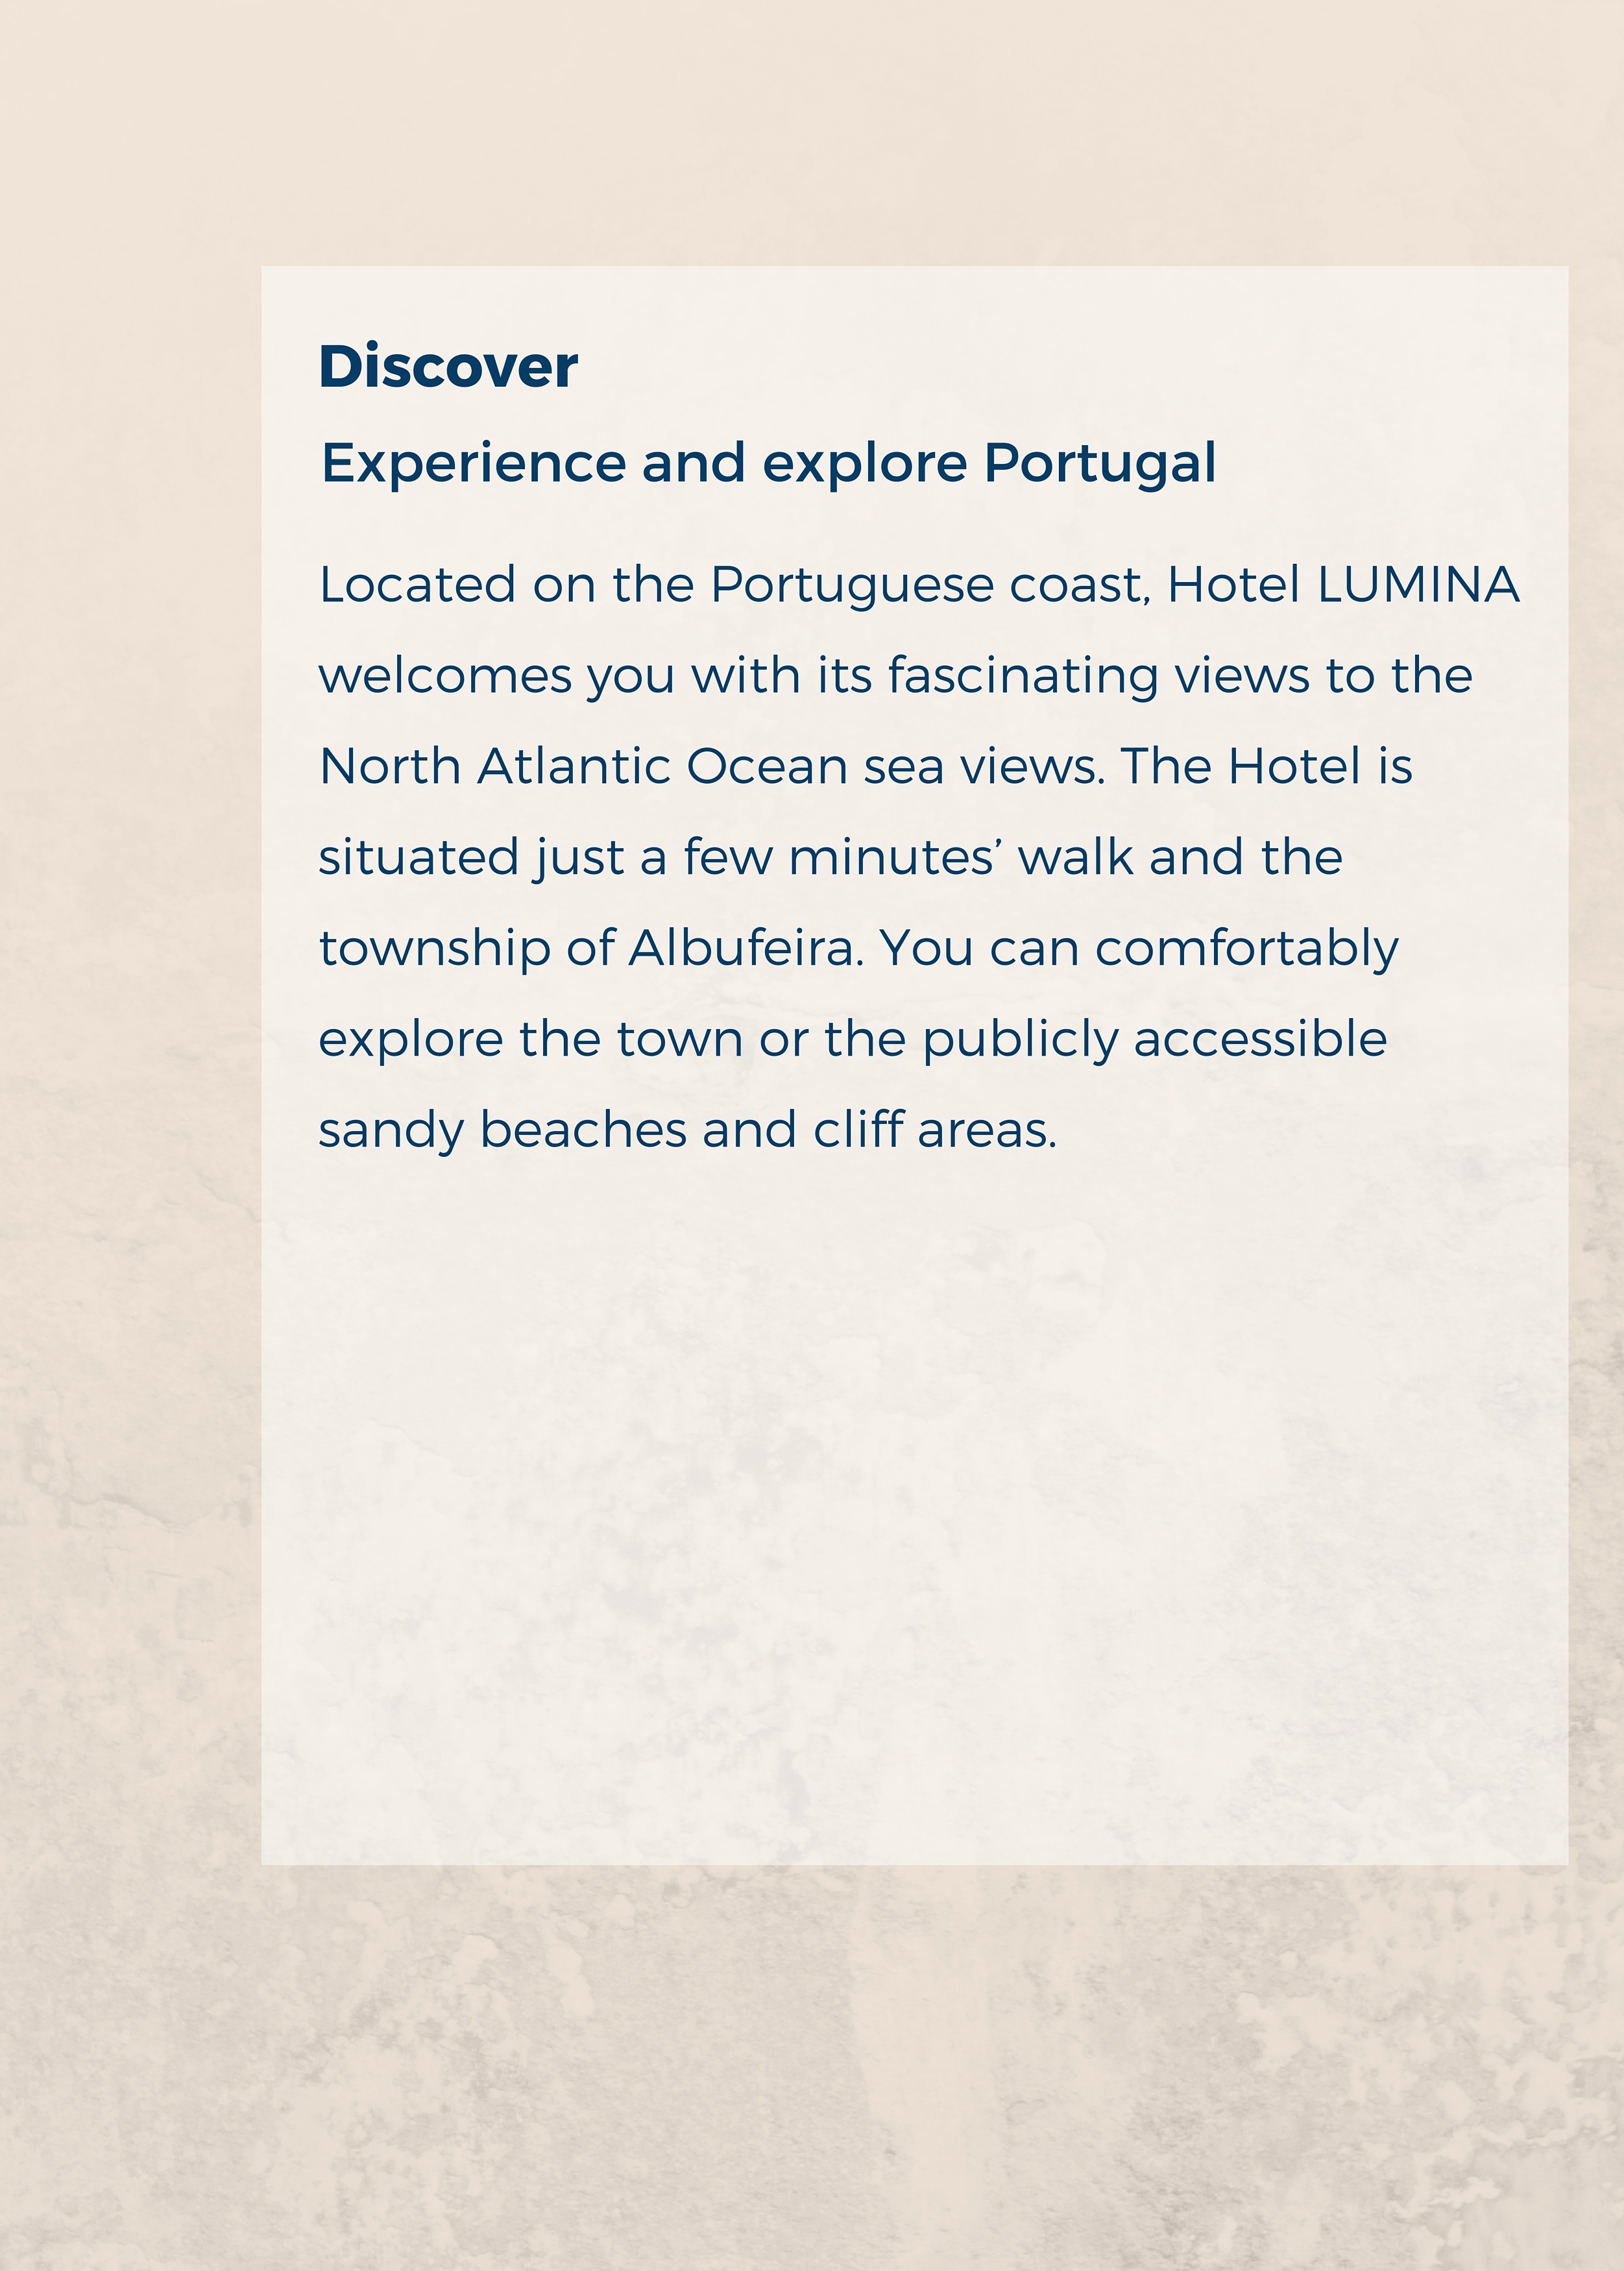 Discover
Experience and explore Portugal
Located on the Portuguese coast, Hotel LUMINA
welcomes you with its fascinating views to the
North Atlantic Ocean sea views. The Hotel is
situated just a few minutes’ walk and the
township of Albufeira. You can comfortably
explore the town or the publicly accessible
sandy beaches and cliff areas.